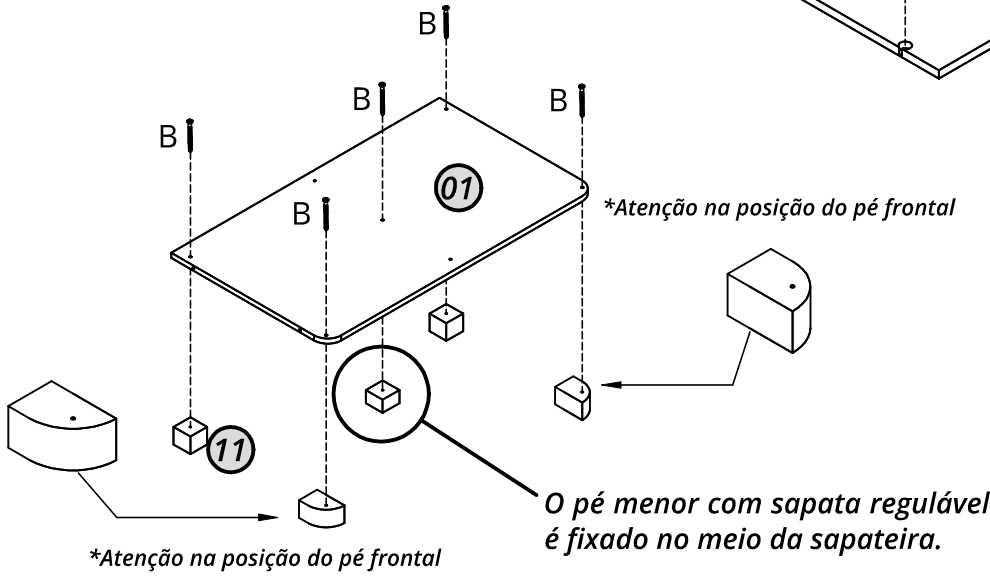 B
B
B
B
B
01
*Atenção na posição do pé frontal
11
O pé menor com sapata regulável
é fixado no meio da sapateira.
*Atenção na posição do pé frontal